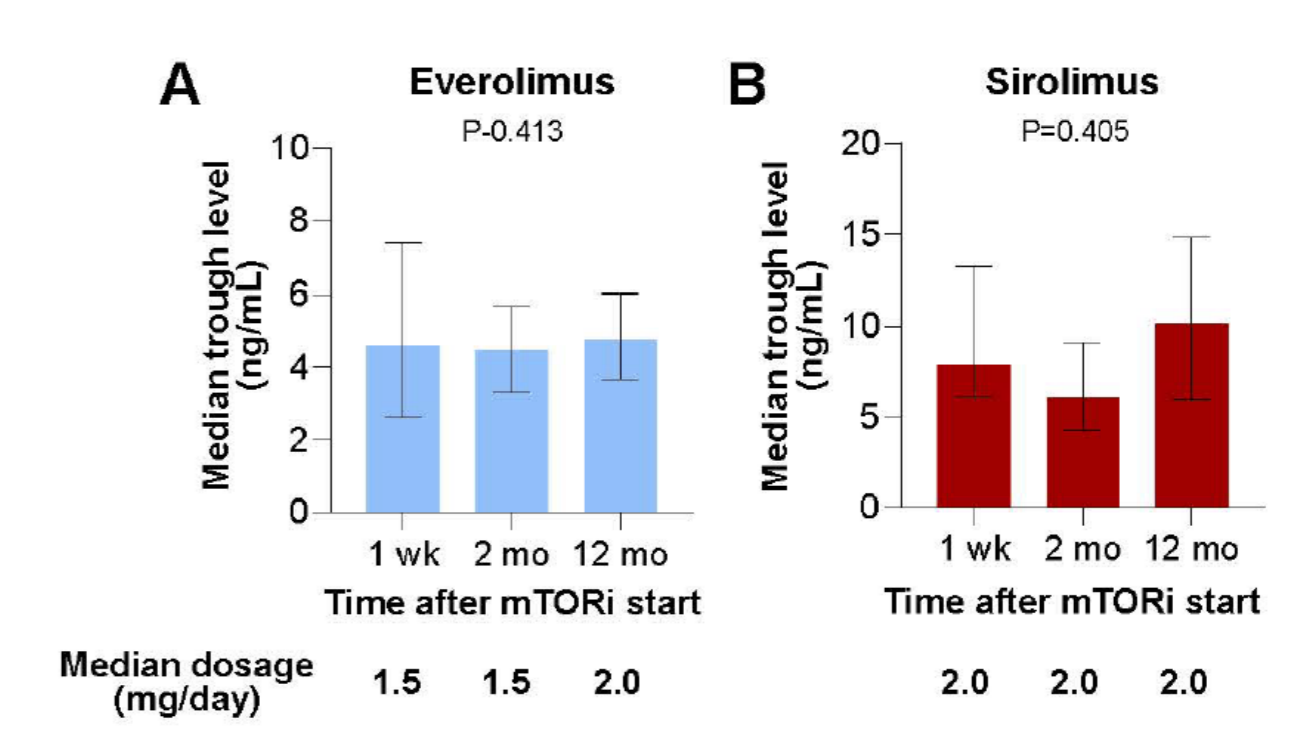 A
Everolimus
P-0.413
Median trough level
(ng/mL)
10
8
6
4
2
0
1 wk 2 mo 12 mo
Time after mTORi start
B
Sirolimus
P=0.405
Median trough level
(ng/mL)
20
15
10
5
0
1 wk 2 mo 12 mo
Time after mTORi start
Median dosage
(mg/day)
1.5 1.5 2.0
2.0 2.0 2.0